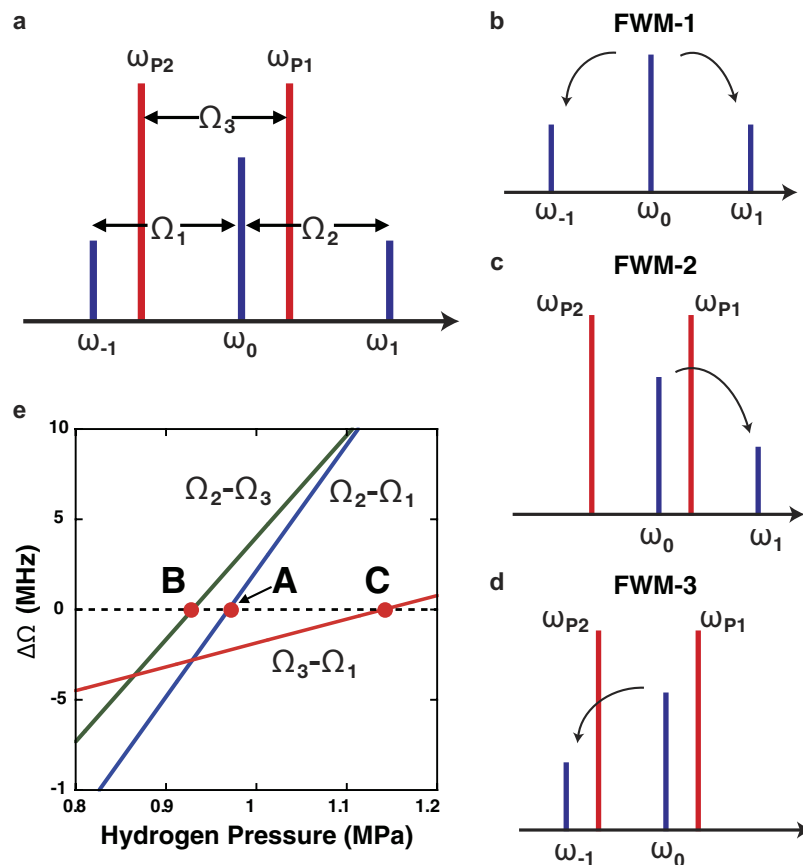 a
ωP2 ωP1
Ω3
Ω1 Ω2
ω-1 ω0 ω1
b
FWM-1
ω-1 ω0 ω1
c
FWM-2
ωP2 ωP1
ω0 ω1
d
FWM-3
ωP2 ωP1
ω-1 ω0
e
10
5
0
-5
-1
ΔΩ (MHz)
Ω2-Ω3 Ω2-Ω1
B A C
Ω3-Ω1
0.8 0.9 1 1.1 1.2
Hydrogen Pressure (MPa)